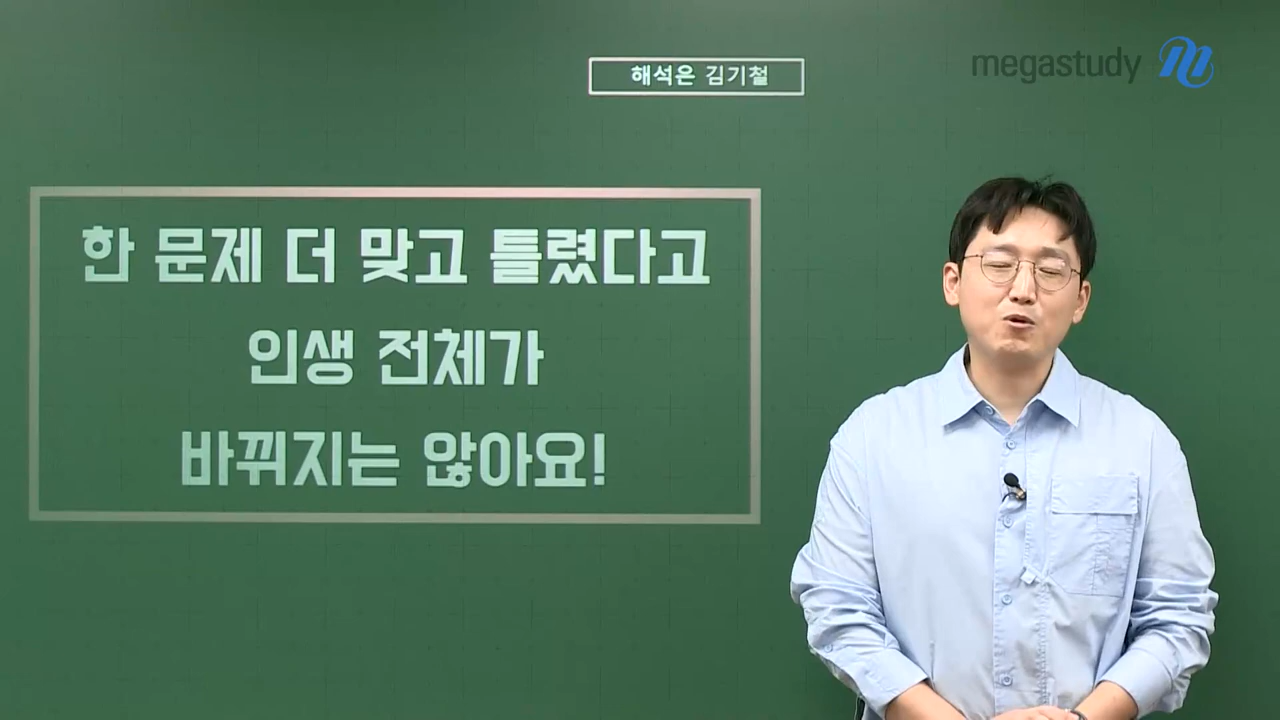 해석은 김기철
megastudy
한 문제 더 맞고 틀렸다고
인생 전체가
바뀌지는 않아요!